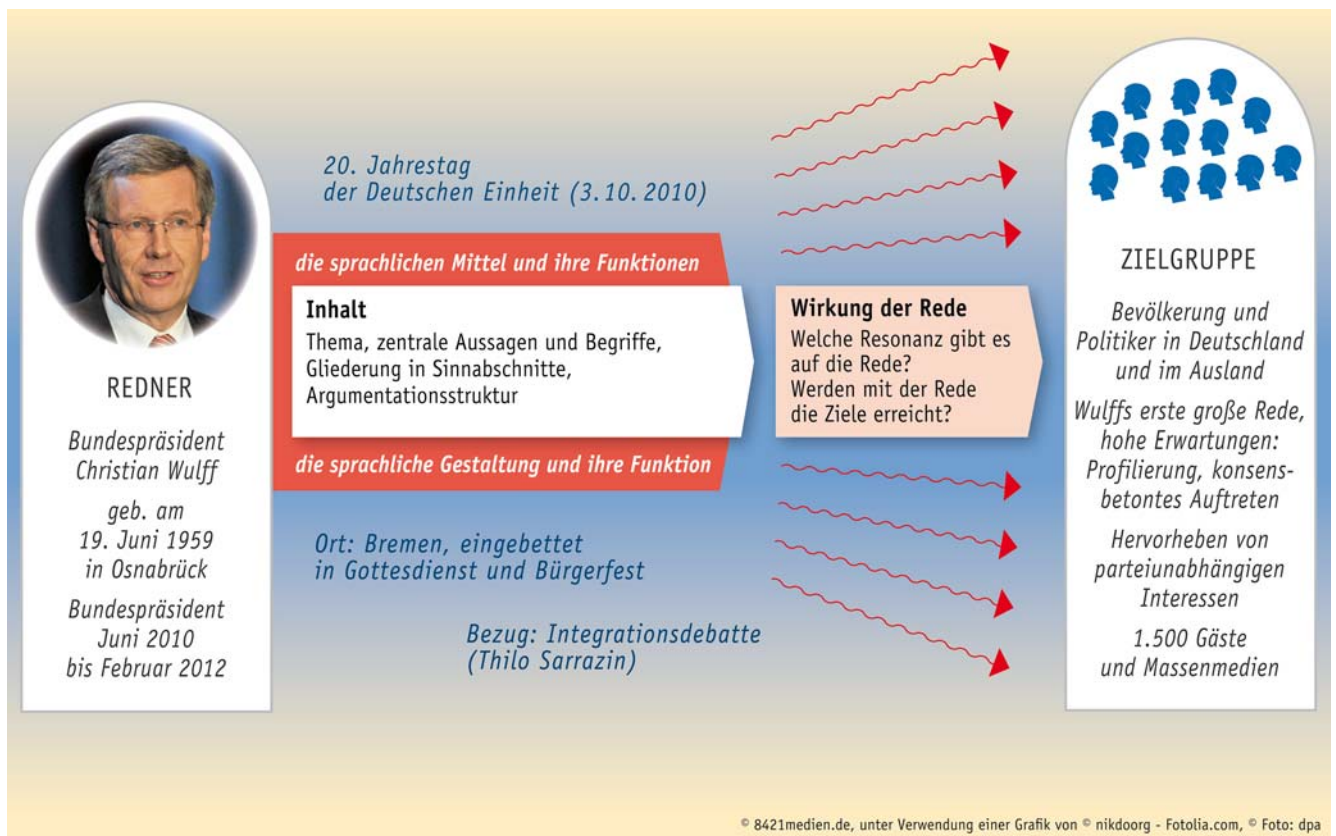 REDNER
Bundespräsident
Christian Wulff
geb. am
19. Juni 1959
in Osnabrück
Bundespräsident
Juni 2010
bis Februar 2012
20. Jahrestag
der Deutschen Einheit (3.10.2010)
die sprachlichen Mittel und ihre Funktionen
Inhalt
Thema, zentrale Aussagen und Begriffe,
Gliederung in Sinnabschnitte,
Argumentationsstruktur
die sprachliche Gestaltung und ihre Funktion
Ort: Bremen, eingebettet
in Gottesdienst und Bürgerfest
Bezug: Integrationsdebatte
(Thilo Sarrazin)
Wirkung der Rede
Welche Resonanz gibt es
auf die Rede?
Werden mit der Rede
die Ziele erreicht?
ZIELGRUPPE
Bevölkerung und
Politiker in Deutschland
und im Ausland
Wulffs erste große Rede,
hohe Erwartungen:
Profilierung, konsens-
betontes Auftreten
Hervorheben von
parteiunabhängigen
Interessen
1.500 Gäste
und Massenmedien
© 8421medien.de, unter Verwendung einer Grafik von © nikdoorg - Fotolia.com, © Foto: dpa